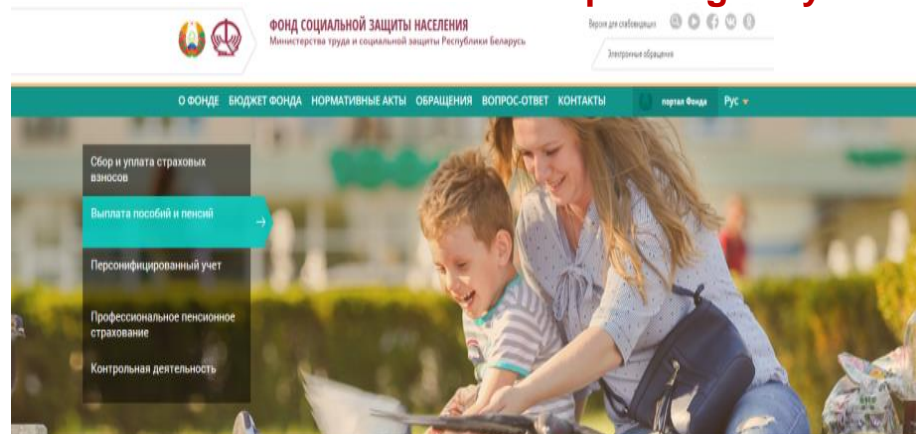 ФОНД СОЦИАЛЬНОЙ ЗАЩИТЫ НАСЕЛЕНИЯ
Министерства труда и социальной защиты Республики Беларусь
Версия для слабовидящих
Электронные обращения
О ФОНДЕ БЮДЖЕТ ФОНДА НОРМАТИВНЫЕ АКТЫ ОБРАЩЕНИЯ ВОПРОС-ОТВЕТ КОНТАКТЫ портал Фонда Рус
Сбор и уплата страховых
взносов
Выплата пособий и пенсий
Персонифицированный учет
Профессиональное пенсионное
страхование
Контрольная деятельность